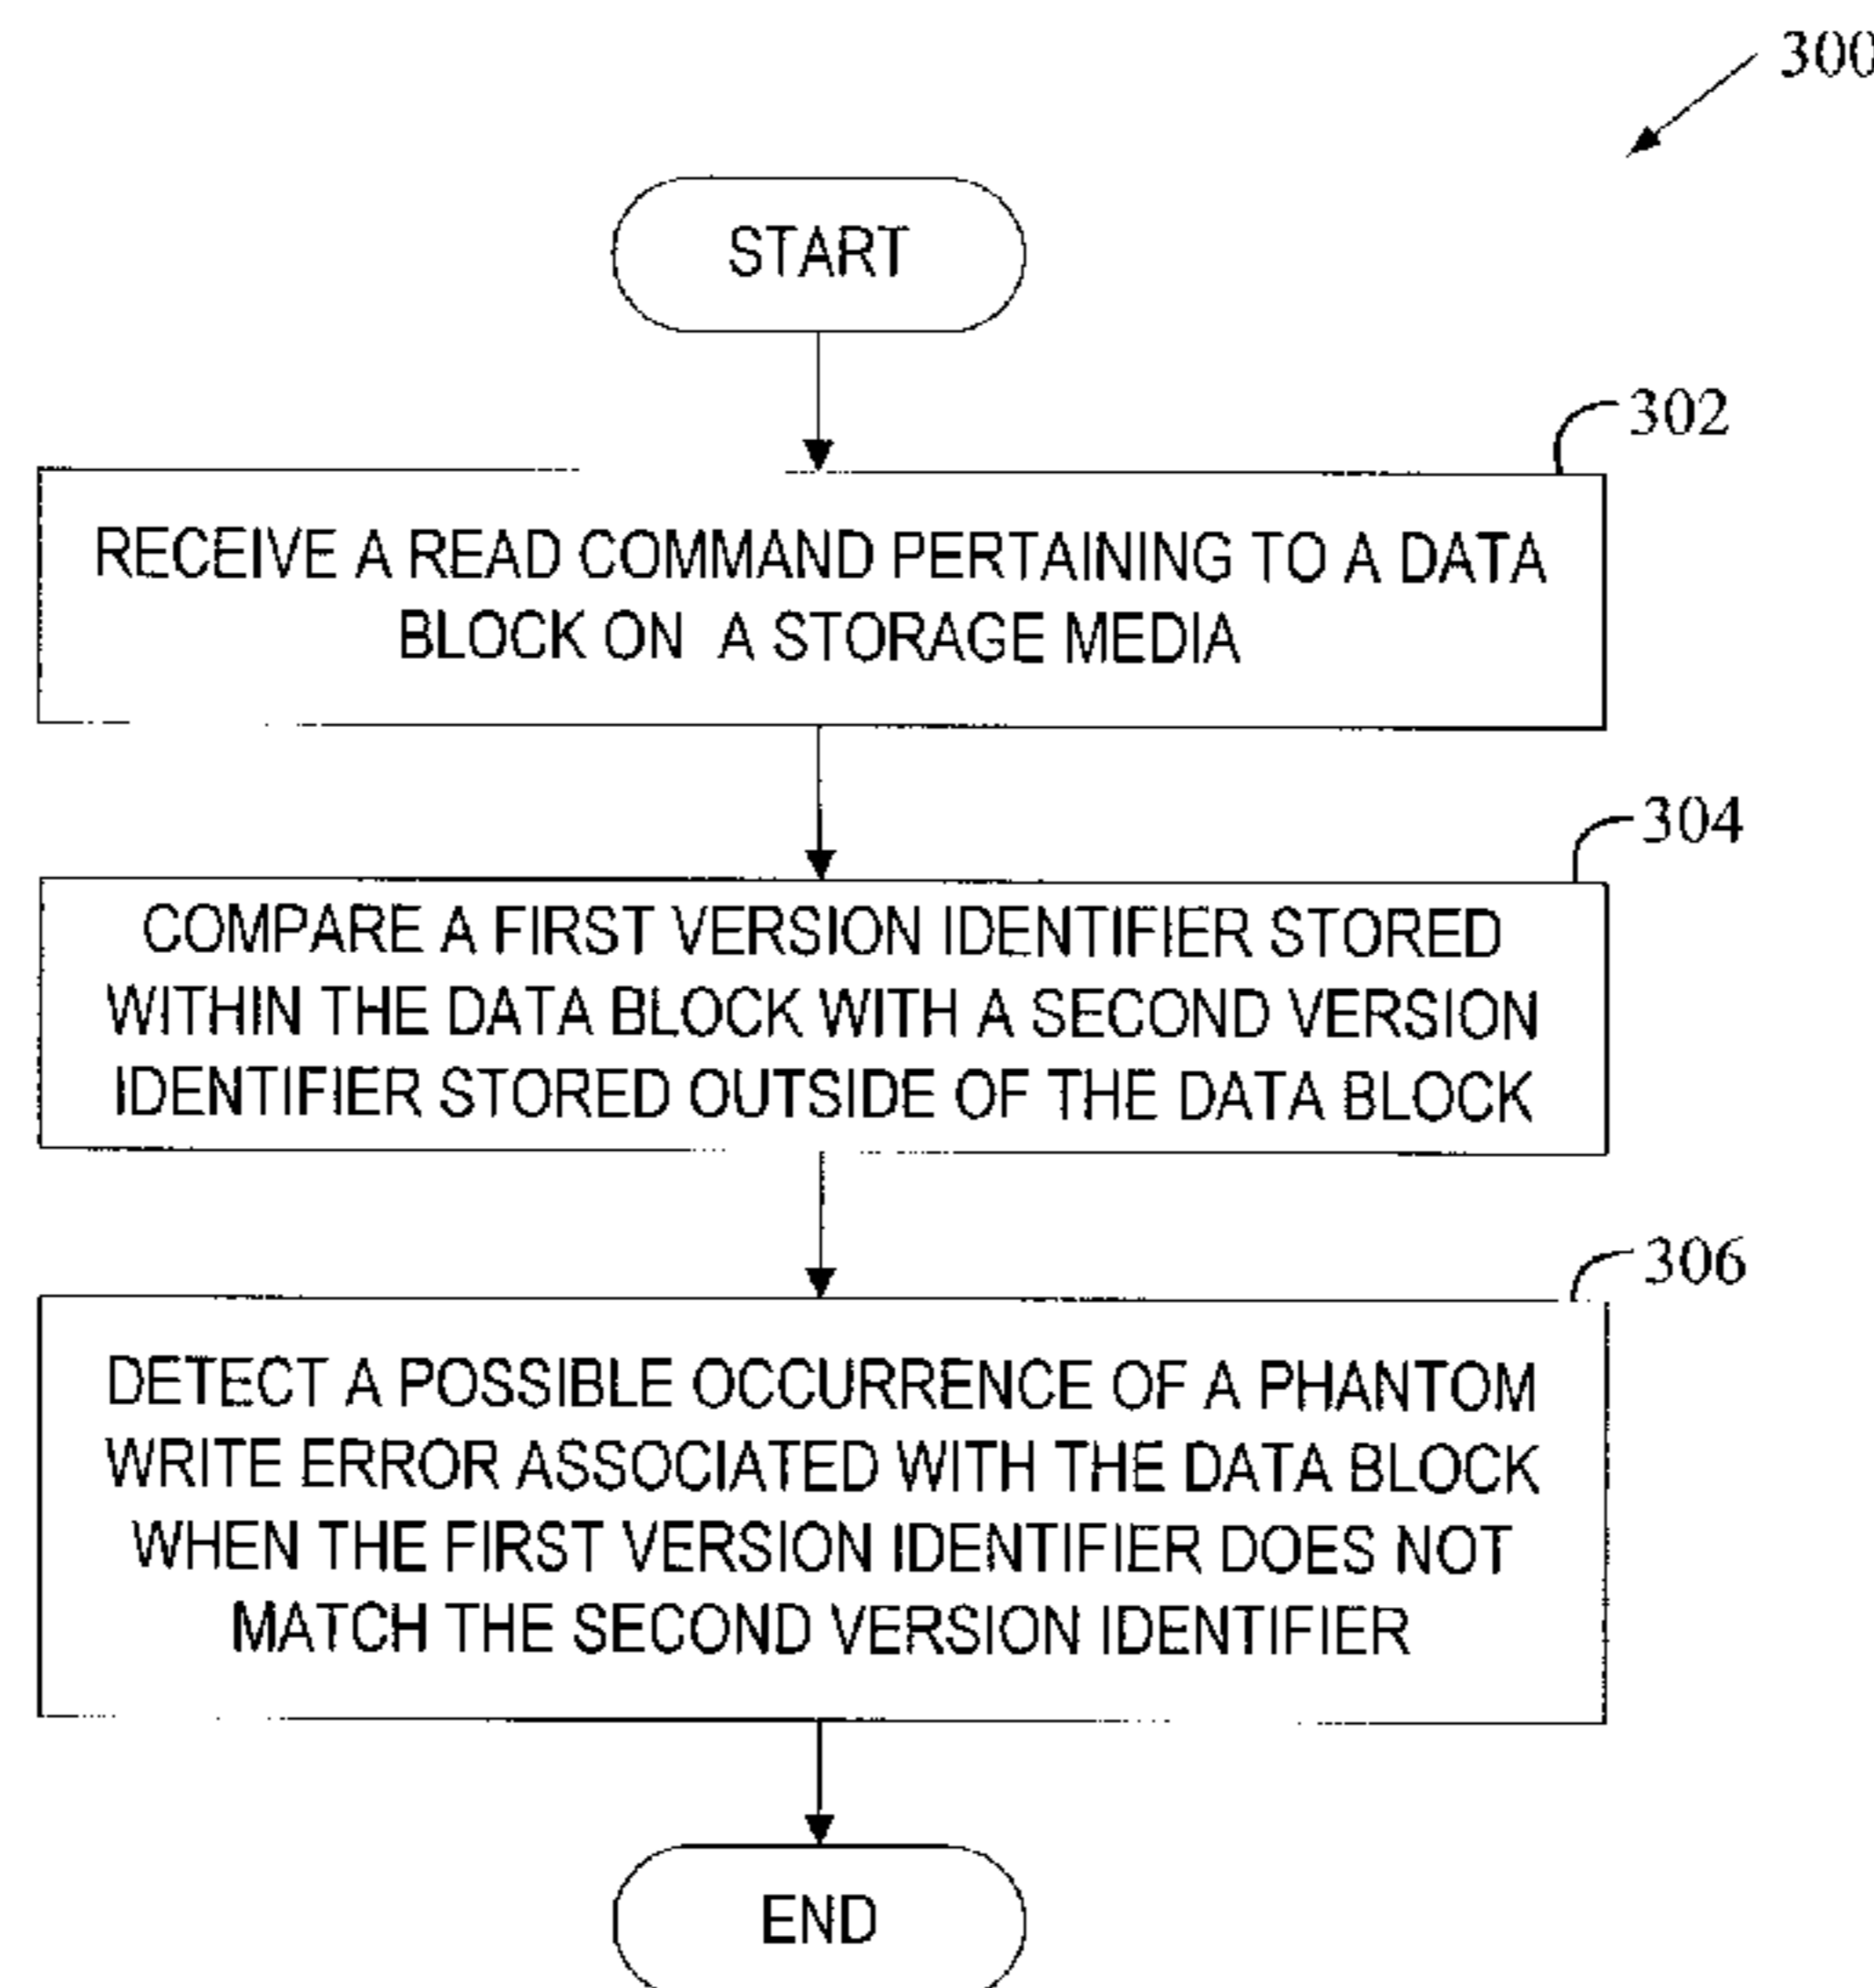 300
START
302
RECEIVE A READ COMMAND PERTAINING TO A DATA
BLOCK ON A STORAGE MEDIA
304
COMPARE A FIRST VERSION IDENTIFIER STORED
WITHIN THE DATA BLOCK WITH A SECOND VERSION
IDENTIFIER STORED OUTSIDE OF THE DATA BLOCK
306
DETECT A POSSIBLE OCCURRENCE OF A PHANTOM
WRITE ERROR ASSOCIATED WITH THE DATA BLOCK
WHEN THE FIRST VERSION IDENTIFIER DOES NOT
MATCH THE SECOND VERSION IDENTIFIER
END